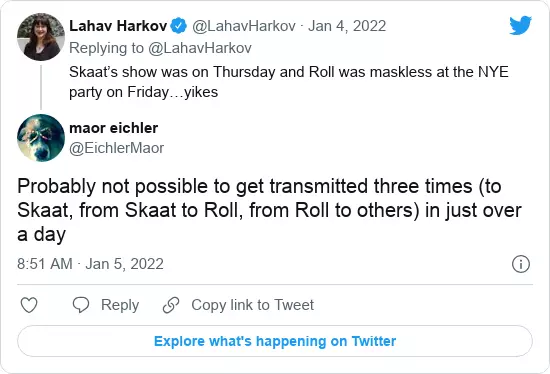 Lahav Harkov @LahavHarkov · Jan 4, 2022
Replying to @LahavHarkov
Skaat’s show was on Thursday and Roll was maskless at the NYE
party on Friday…yikes
maor eichler
@EichlerMaor
Probably not possible to get transmitted three times (to
Skaat, from Skaat to Roll, from Roll to others) in just over
a day
8:51 AM · Jan 5, 2022
Reply Copy link to Tweet
Explore what's happening on Twitter